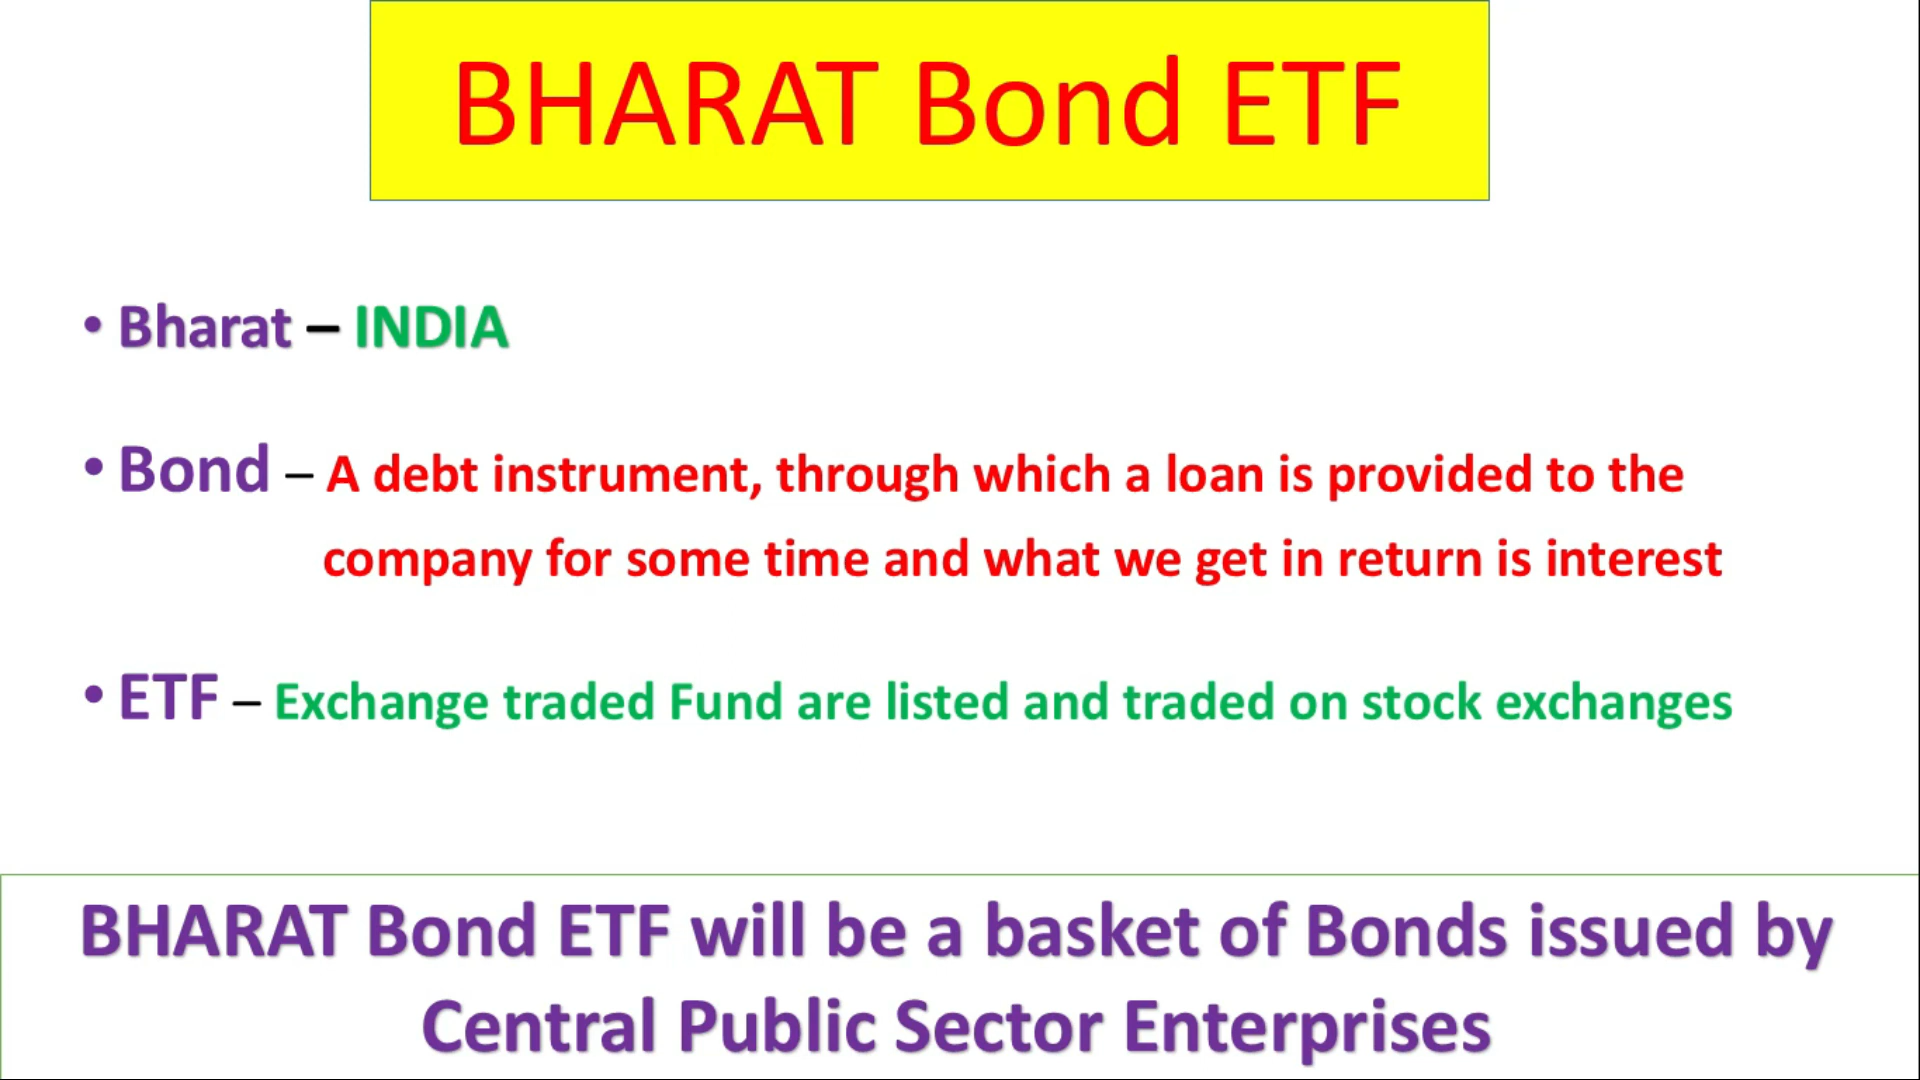 BHARAT Bond ETF
• Bharat – INDIA
• Bond – A debt instrument, through which a loan is provided to the
company for some time and what we get in return is interest
• ETF – Exchange traded Fund are listed and traded on stock exchanges
BHARAT Bond ETF will be a basket of Bonds issued by
Central Public Sector Enterprises